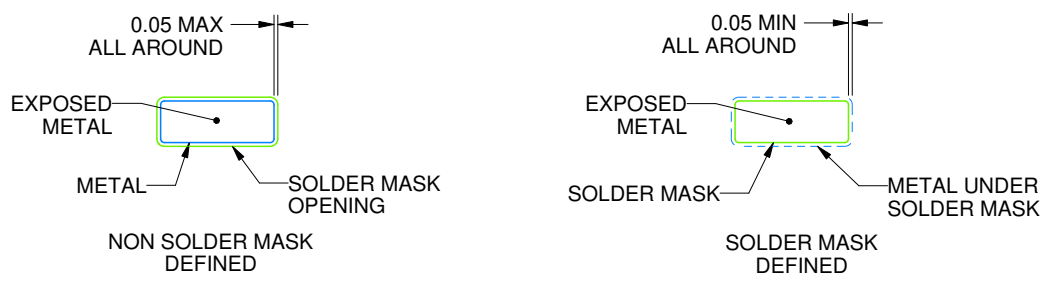 0.05 MAX
ALL AROUND
EXPOSED
METAL
METAL
SOLDER MASK
OPENING
NON SOLDER MASK
DEFINED
0.05 MIN
ALL AROUND
EXPOSED
METAL
SOLDER MASK
METAL UNDER
SOLDER MASK
SOLDER MASK
DEFINED